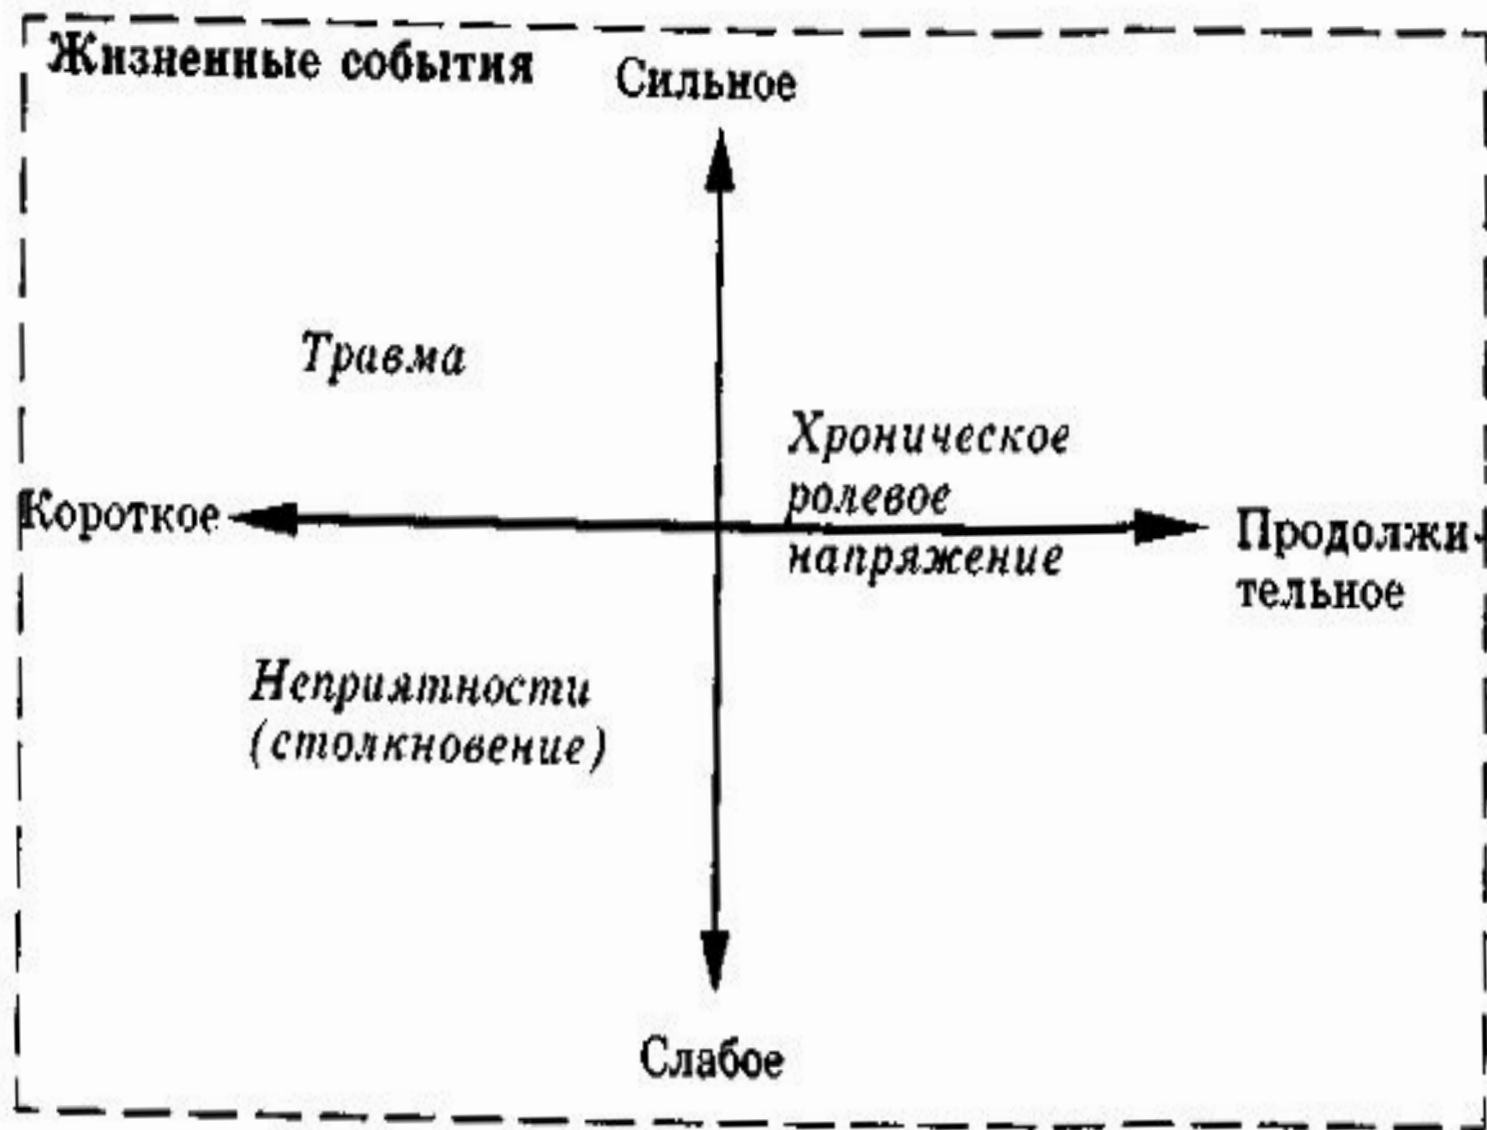 Жизненные события
Сильное
Травма
Хроническое
ролевое
напряжение
Короткое
Продолжи-
тельное
Неприятности
(столкновение)
Слабое